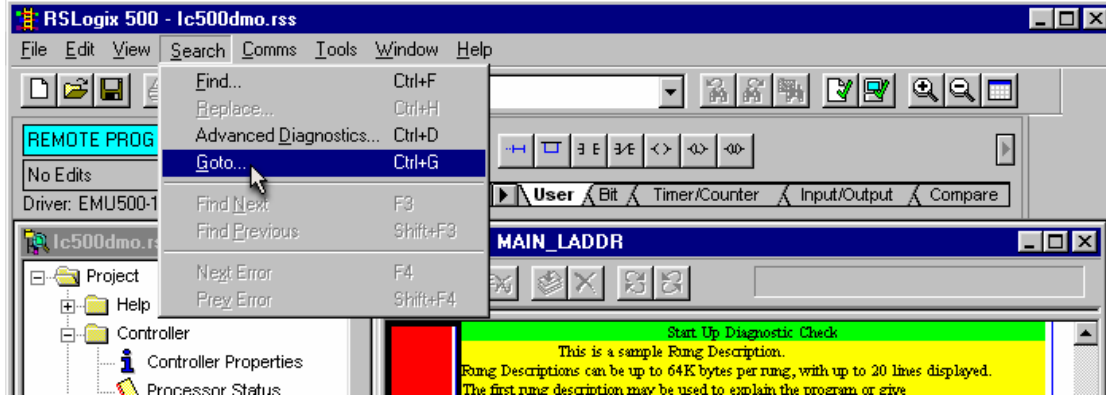 RSLogix 500 - lc500dmo.rss
File Edit View Search Comms Tools Window Help
Find... Ctrl+F
Replace... Ctrl+H
Advanced Diagnostics... Ctrl+D
Goto... Ctrl+G
Find Next F3
Find Previous Shift+F3
Next Error F4
Prev Error Shift+F4
REMOTE PROG
No Edits
Driver: EMU500-1
User Bit Timer/Counter Input/Output Compare
lc500dmo.rs
MAIN_LADDR
Project
Help
Controller
Controller Properties
Processor Status
Start Up Diagnostic Check
This is a sample Rung Description.
Rung Descriptions can be up to 64K bytes per rung, with up to 20 lines displayed.
The first rung description may be used to explain the program or give